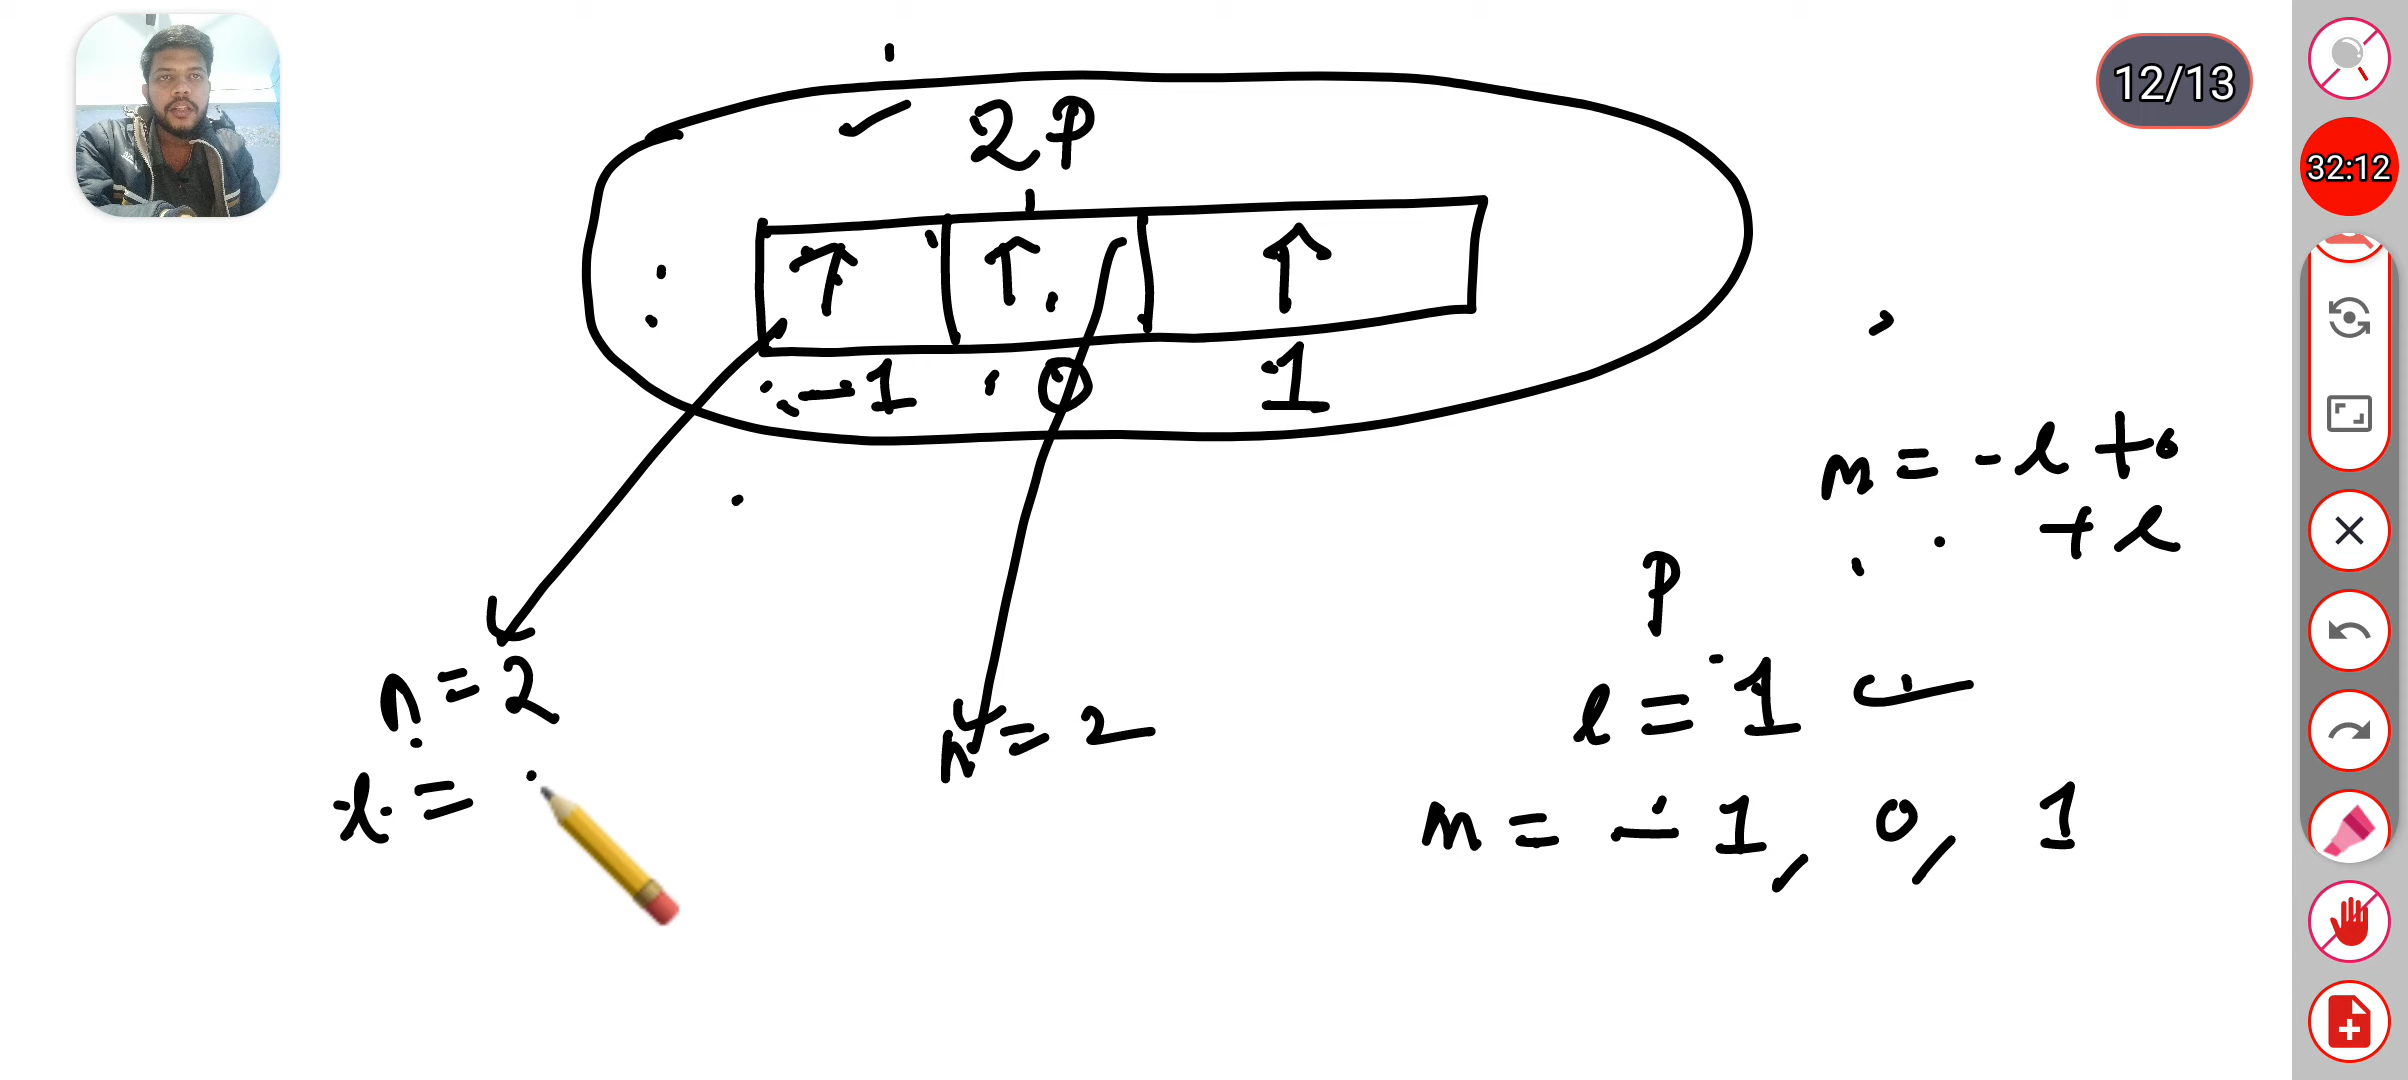 12/13
32:12
2P
↑ ↑ ↑
-1 0 1
m = -l to
+l
P
l = 1
m = -1, 0, 1
n = 2
l =
n = 2